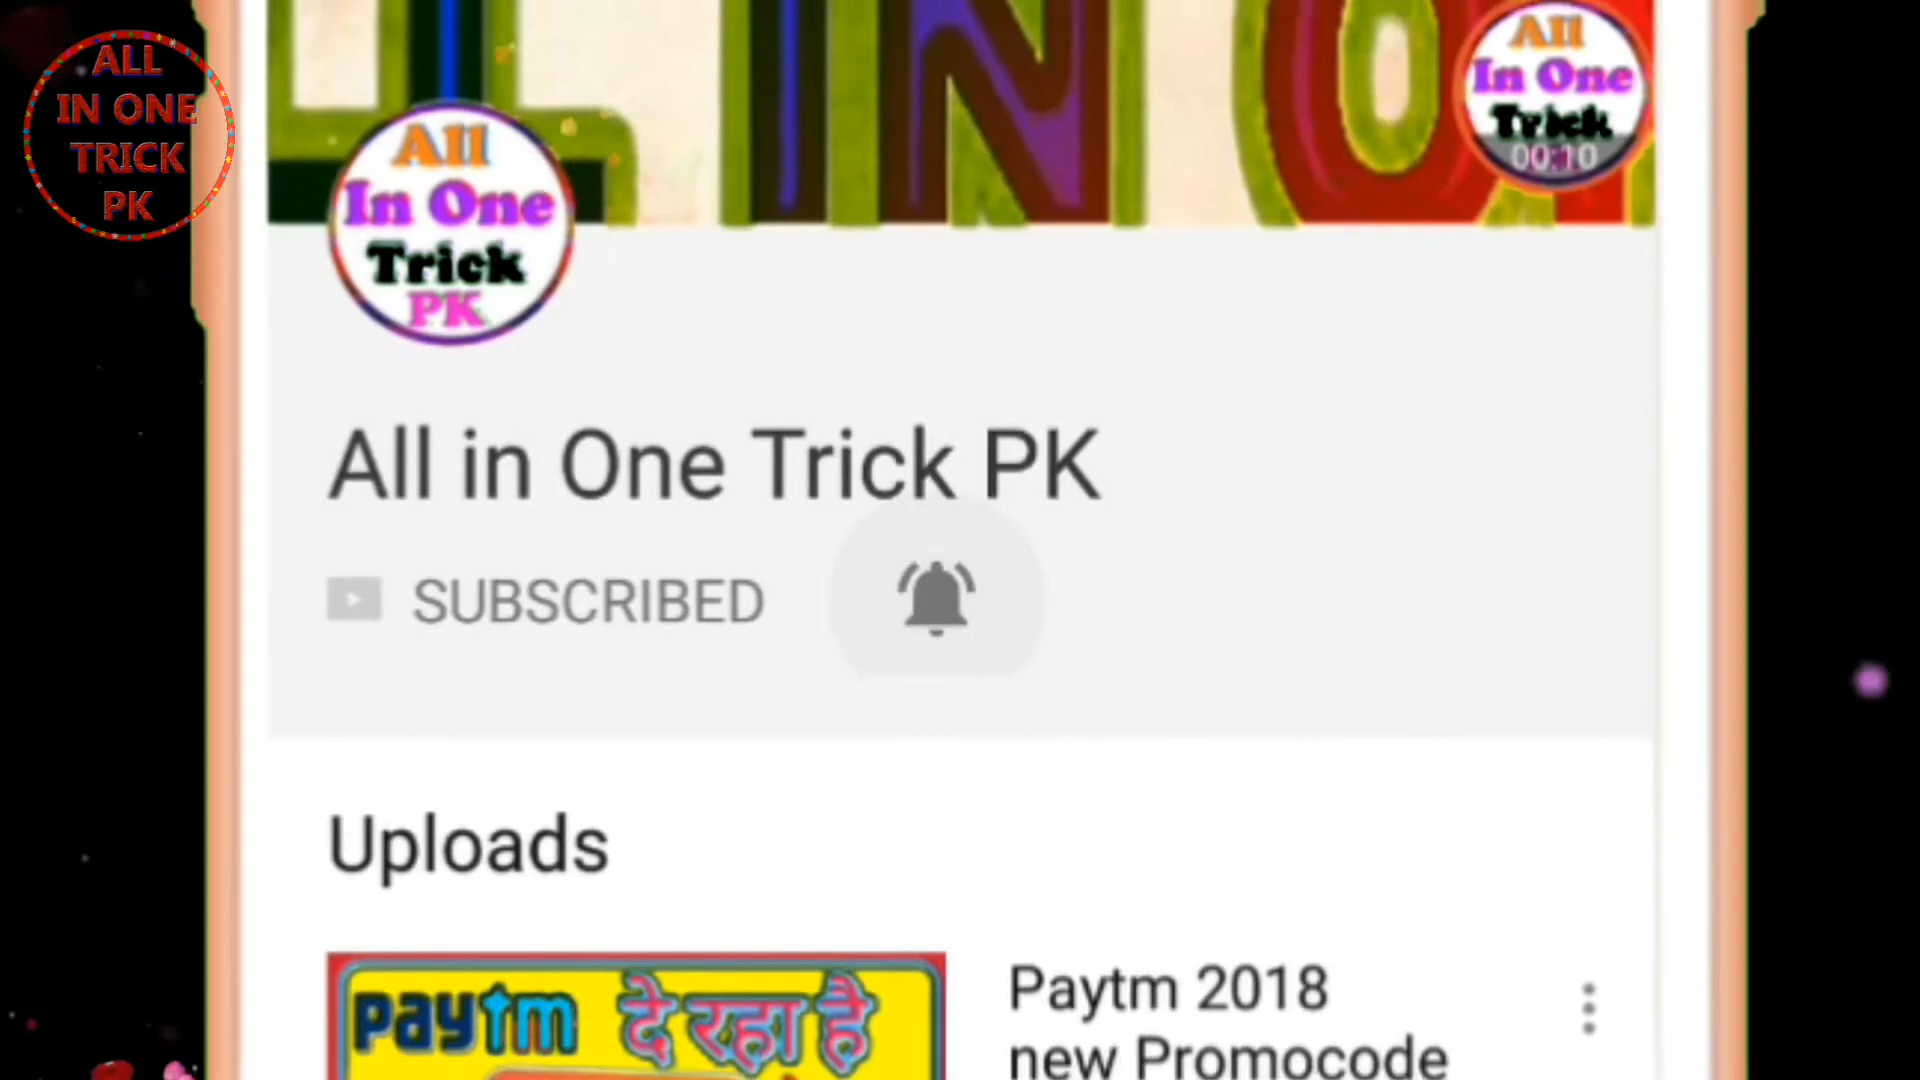 ALL
IN ONE
TRICK
PK
IN O
All
In One
Trick
00:10
All
In One
Trick
PK
All in One Trick PK
SUBSCRIBED
Uploads
paytm दे रहा है
Paytm 2018
new Promocode